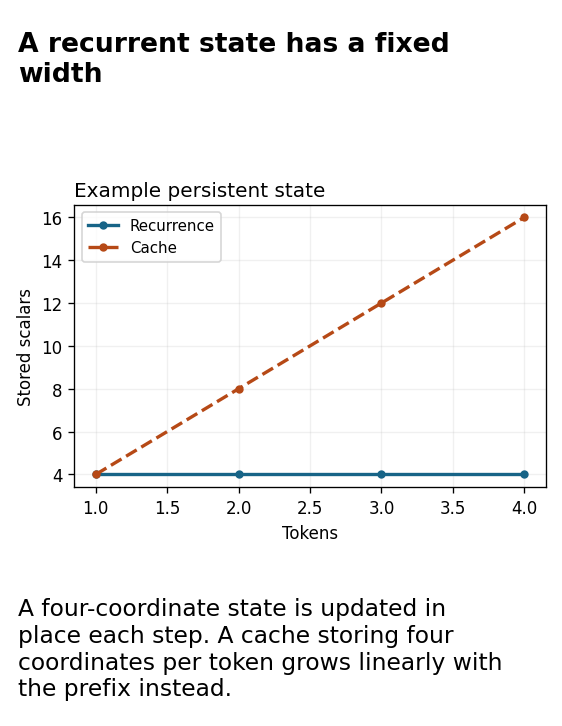 A recurrent state has a fixed
width
Example persistent state
Recurrence
Cache
Stored scalars
16
14
12
10
8
6
4
1.0 1.5 2.0 2.5 3.0 3.5 4.0
Tokens
A four-coordinate state is updated in
place each step. A cache storing four
coordinates per token grows linearly with
the prefix instead.